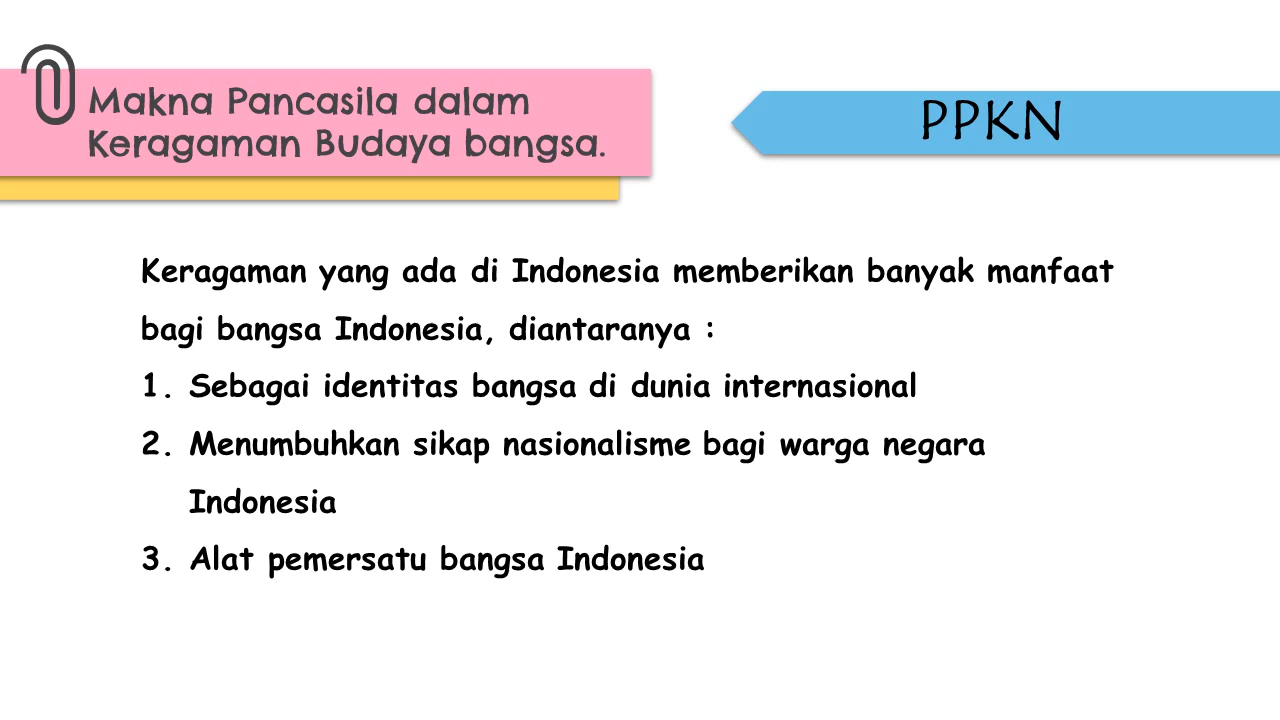 Makna Pancasila dalam
Keragaman Budaya bangsa.
PPKN
Keragaman yang ada di Indonesia memberikan banyak manfaat
bagi bangsa Indonesia, diantaranya :
1. Sebagai identitas bangsa di dunia internasional
2. Menumbuhkan sikap nasionalisme bagi warga negara
Indonesia
3. Alat pemersatu bangsa Indonesia